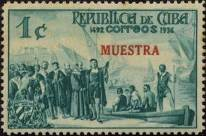 REPUBLICA DE CUBA
1¢
1492 CORREOS 1936
MUESTRA